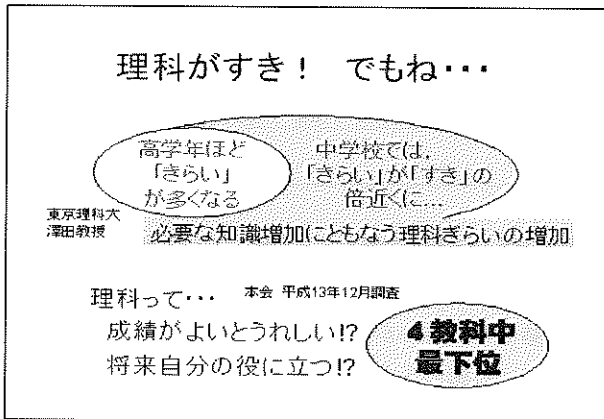 理科がすき！ でもね・・・
高学年ほど
「きらい」
が多くなる
中学校では，
「きらい」が「すき」の
倍近くに...
東京理科大
澤田教授
必要な知識増加にともなう理科ぎらいの増加
理科って・・・ 本会 平成13年12月調査
成績がよいとうれしい!?
将来自分の役に立つ!?
4教科中
最下位